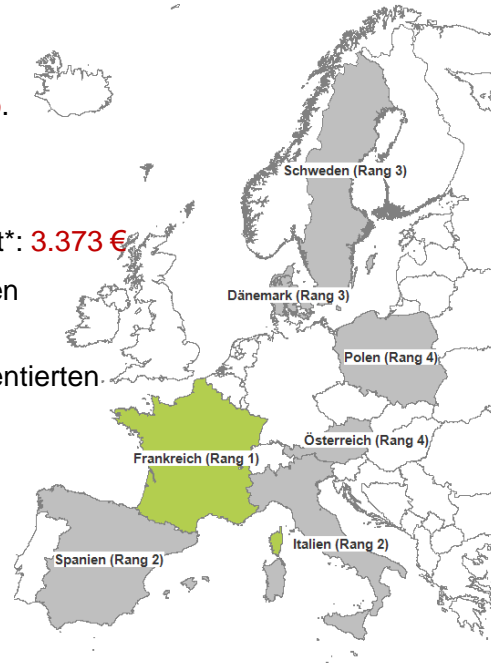 .
Schweden (Rang 3)
t*: 3.373 €
en
Dänemark (Rang 3)
Polen (Rang 4)
entierten
Österreich (Rang 4)
Frankreich (Rang 1)
Italien (Rang 2)
Spanien (Rang 2)